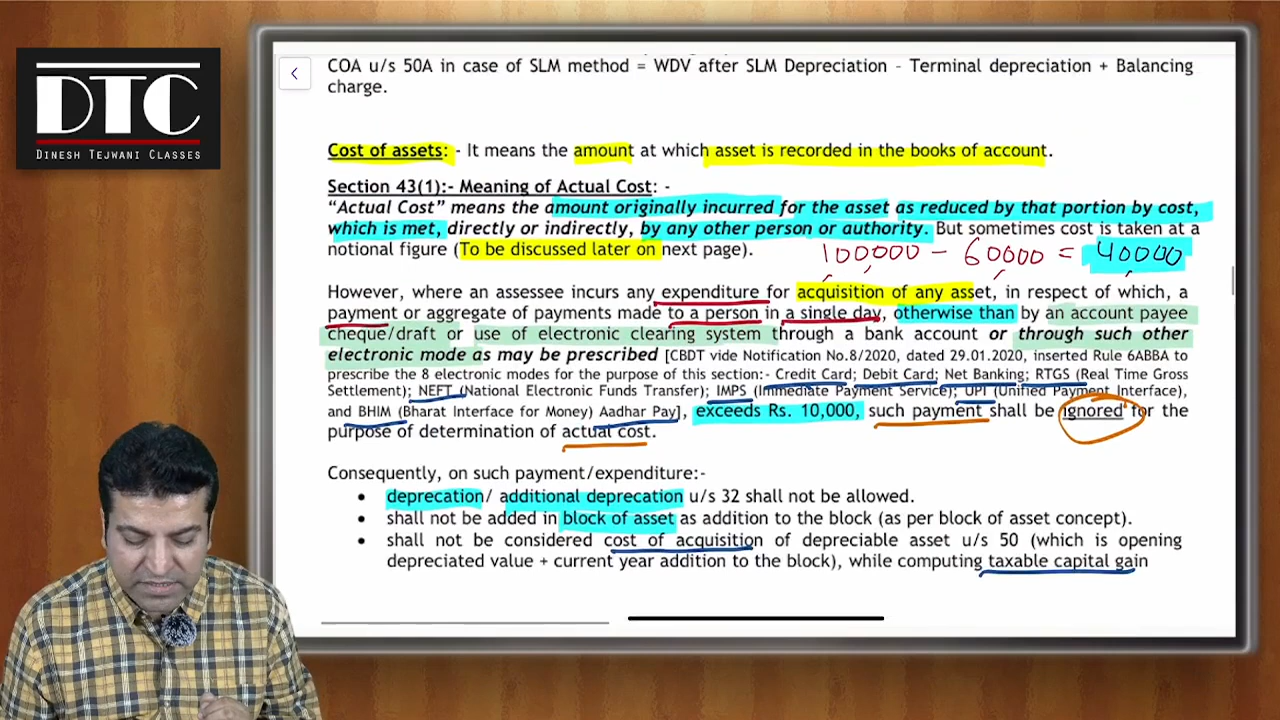 DTC
DINESH TEJWANI CLASSES
COA u/s 50A in case of SLM method = WDV after SLM Depreciation - Terminal depreciation + Balancing
charge.
Cost of assets: - It means the amount at which asset is recorded in the books of account.
Section 43(1):- Meaning of Actual Cost: -
“Actual Cost” means the amount originally incurred for the asset as reduced by that portion by cost,
which is met, directly or indirectly, by any other person or authority. But sometimes cost is taken at a
notional figure (To be discussed later on next page).
100,000 - 60000 = 40000
However, where an assessee incurs any expenditure for acquisition of any asset, in respect of which, a
payment or aggregate of payments made to a person in a single day, otherwise than by an account payee
cheque/draft or use of electronic clearing system through a bank account or through such other
electronic mode as may be prescribed [CBDT vide Notification No.8/2020, dated 29.01.2020, inserted Rule 6ABBA to
prescribe the 8 electronic modes for the purpose of this section:- Credit Card; Debit Card; Net Banking; RTGS (Real Time Gross
Settlement); NEFT (National Electronic Funds Transfer); IMPS (Immediate Payment Service); UPI (Unified Payment Interface),
and BHIM (Bharat Interface for Money) Aadhar Pay], exceeds Rs. 10,000, such payment shall be ignored for the
purpose of determination of actual cost.
Consequently, on such payment/expenditure:-
• deprecation/ additional deprecation u/s 32 shall not be allowed.
• shall not be added in block of asset as addition to the block (as per block of asset concept).
• shall not be considered cost of acquisition of depreciable asset u/s 50 (which is opening
depreciated value + current year addition to the block), while computing taxable capital gain